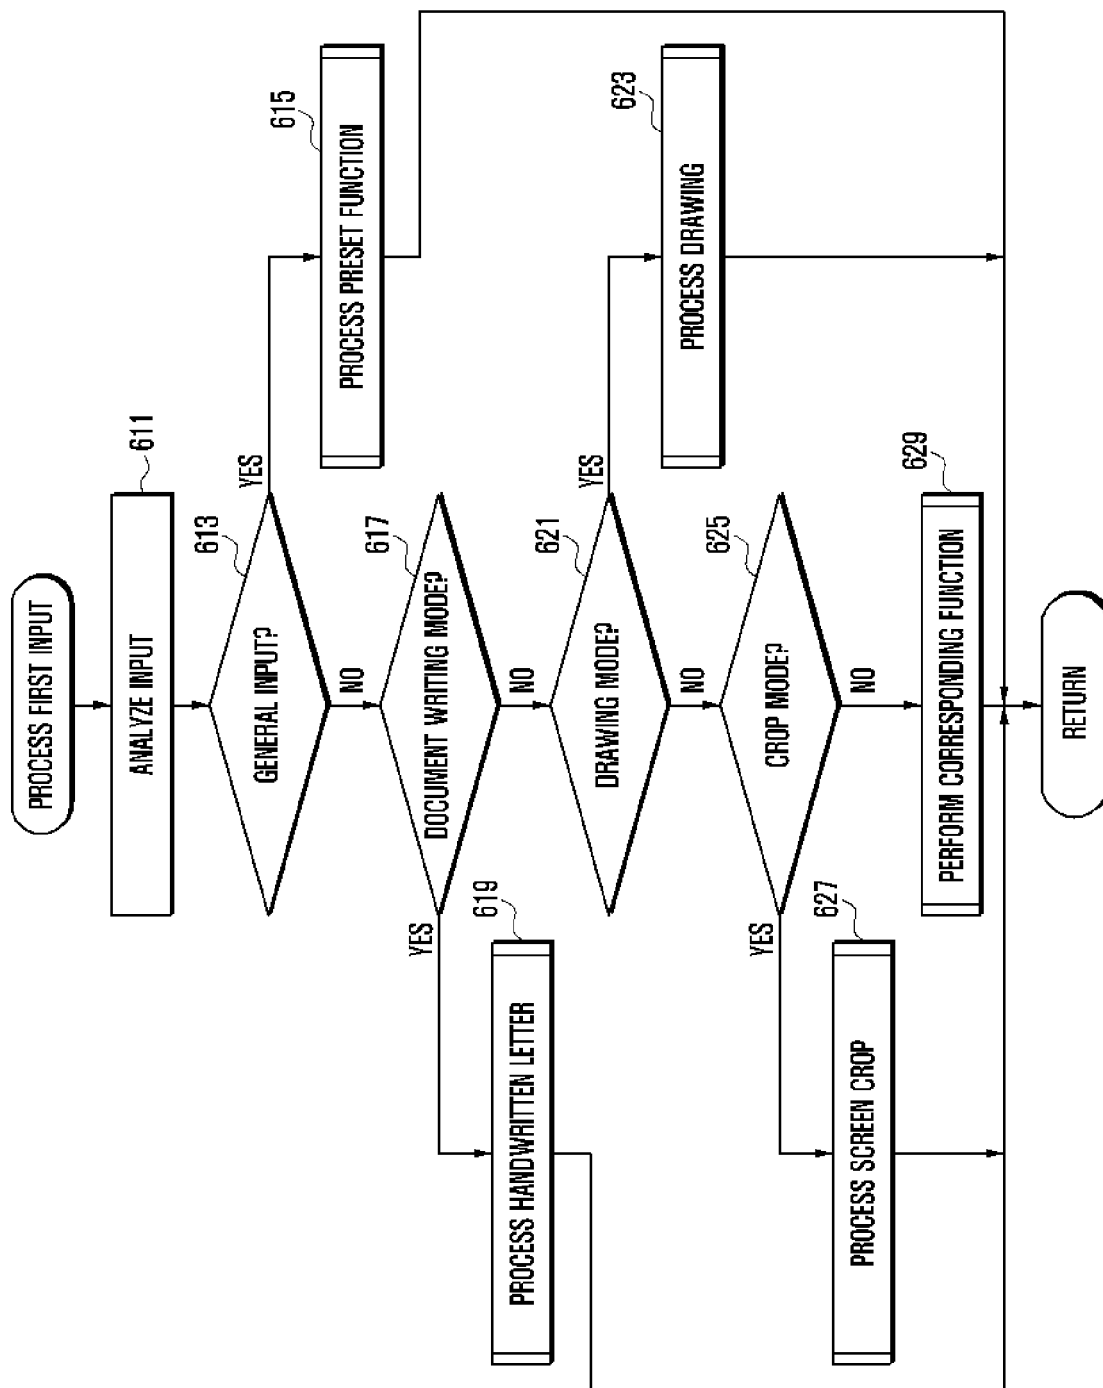 PROCESS FIRST INPUT
611
ANALYZE INPUT
613
GENERAL INPUT?
YES
615
PROCESS PRESET FUNCTION
NO
617
DOCUMENT WRITING MODE?
YES
619
PROCESS HANDWRITTEN LETTER
NO
621
DRAWING MODE?
YES
623
PROCESS DRAWING
NO
625
CROP MODE?
YES
627
PROCESS SCREEN CROP
NO
629
PERFORM CORRESPONDING FUNCTION
RETURN